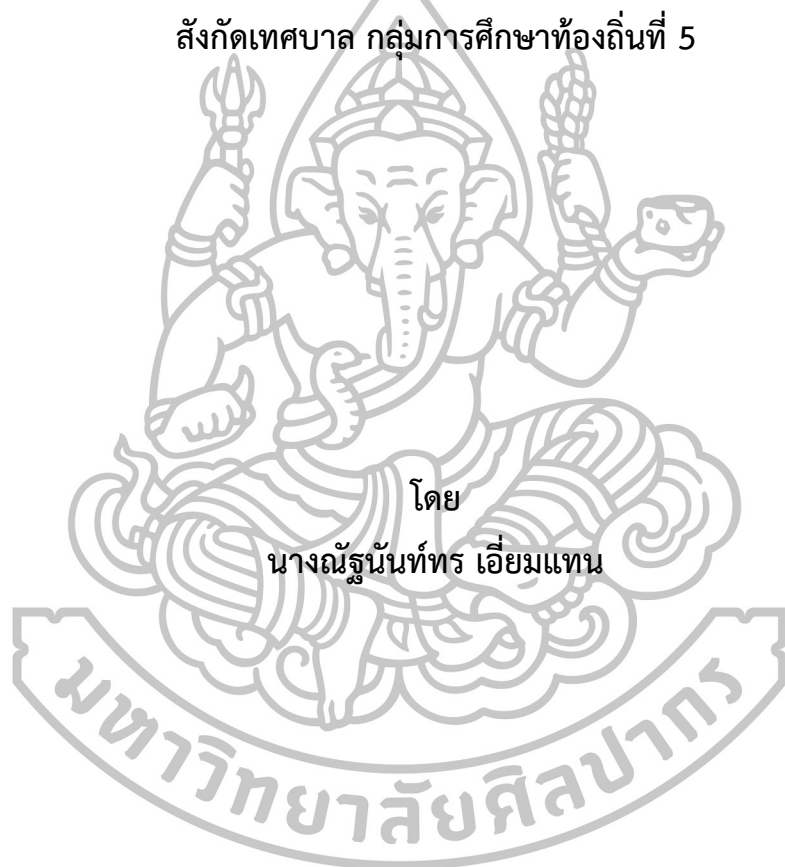 สังกัดเทศบาล กลุ่มการศึกษาท้องถิ่นที่ 5
โดย
นางณัฐนันท์ทร เอี่ยมแทน
มหาวิทยาลัยศิลปากร